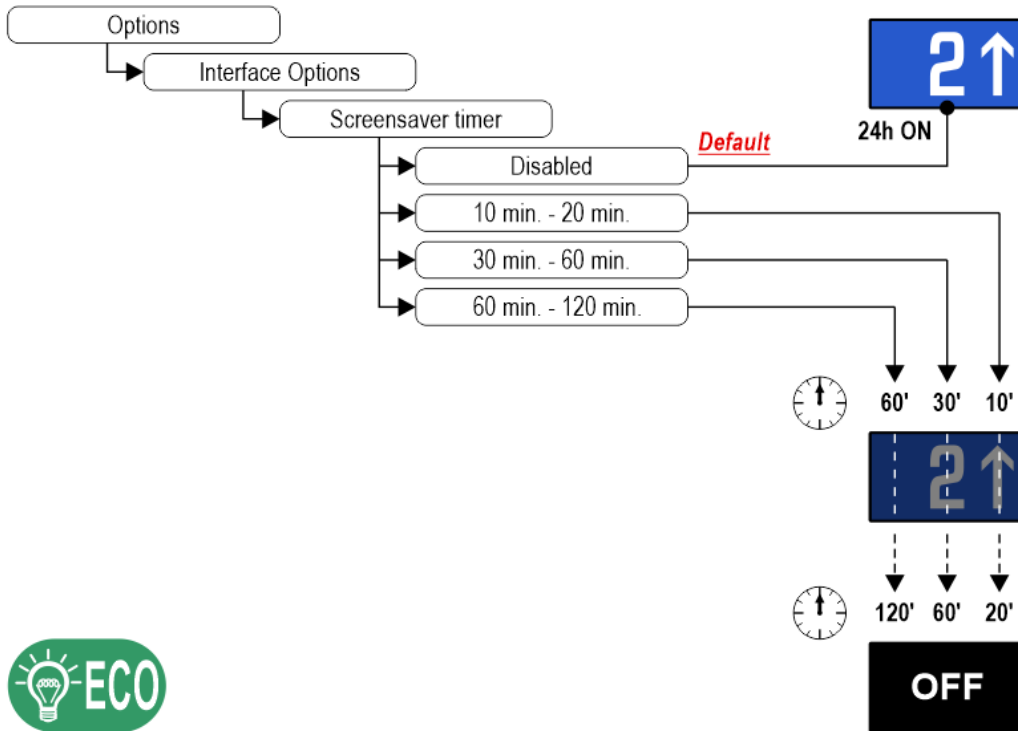 Options
2↑
Interface Options
Screensaver timer
24h ON
Default
Disabled
10 min. - 20 min.
30 min. - 60 min.
60 min. - 120 min.
60' 30' 10'
2↑
120' 60' 20'
ECO
OFF